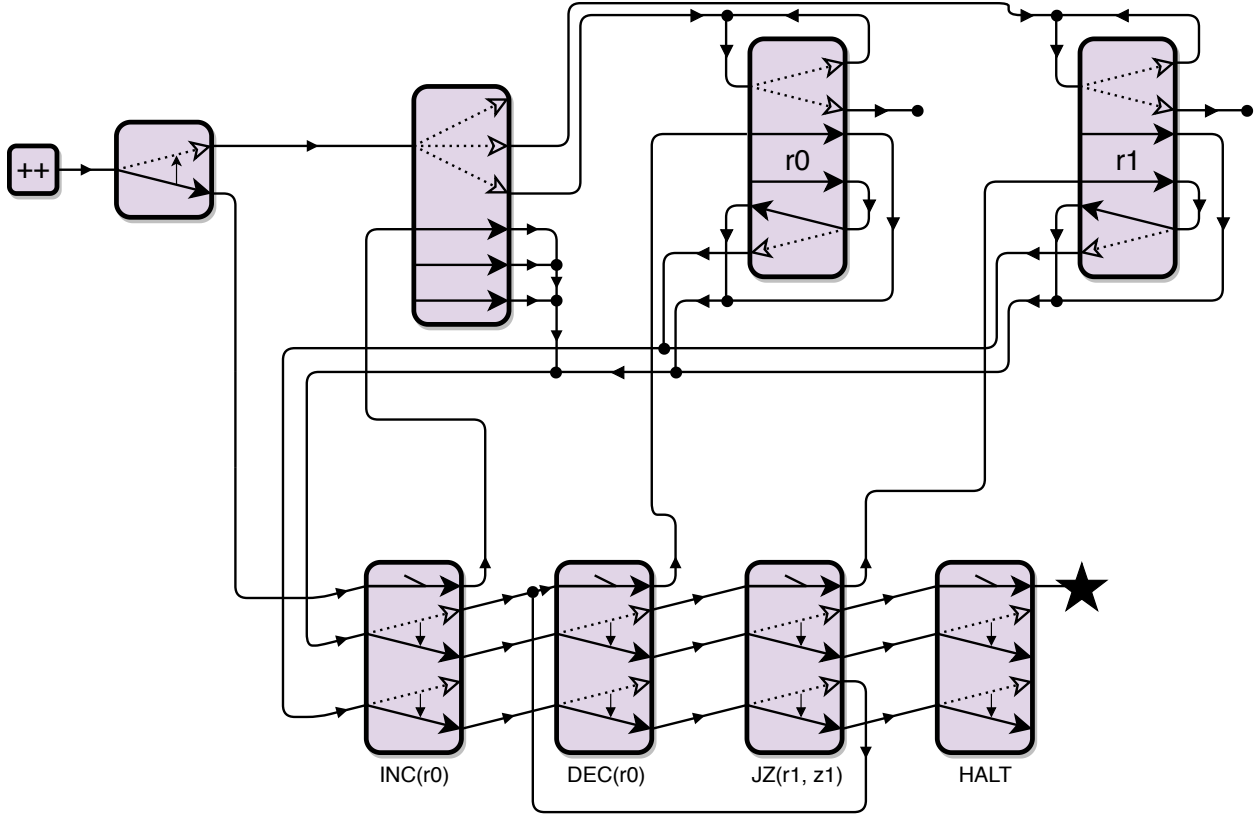 ++
r0
r1
INC(r0)
DEC(r0)
JZ(r1, z1)
HALT